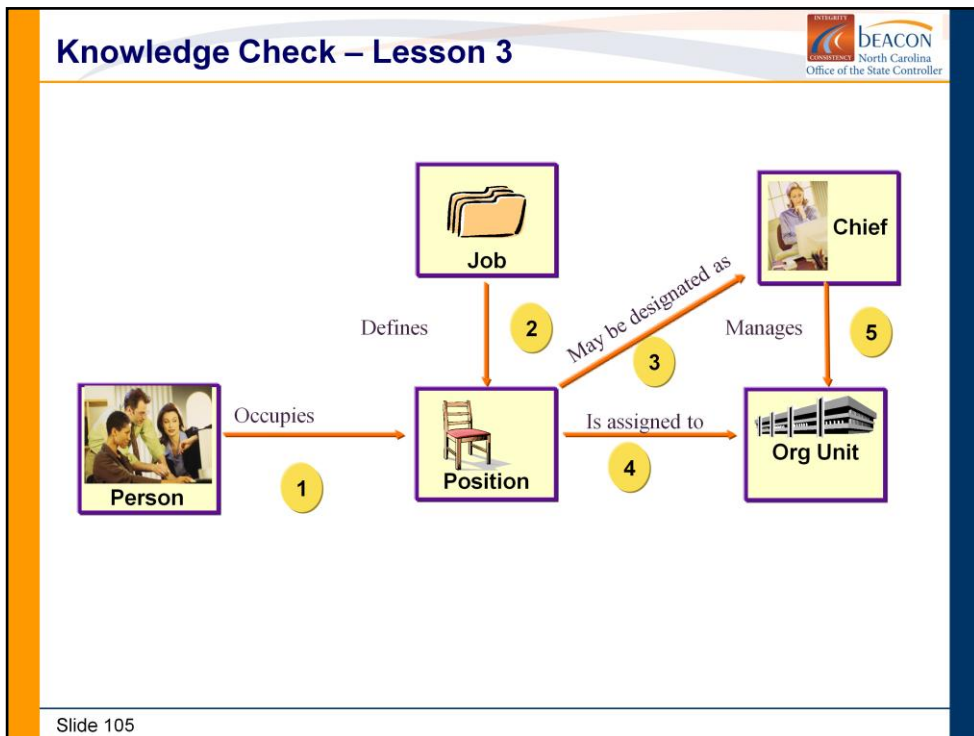 Knowledge Check – Lesson 3
INTEGRITY
CONSISTENCY
bEACON
North Carolina
Office of the State Controller
Job
Chief
Defines
2
May be designated as
3
Manages
5
Person
Occupies
1
Position
Is assigned to
4
Org Unit
Slide 105